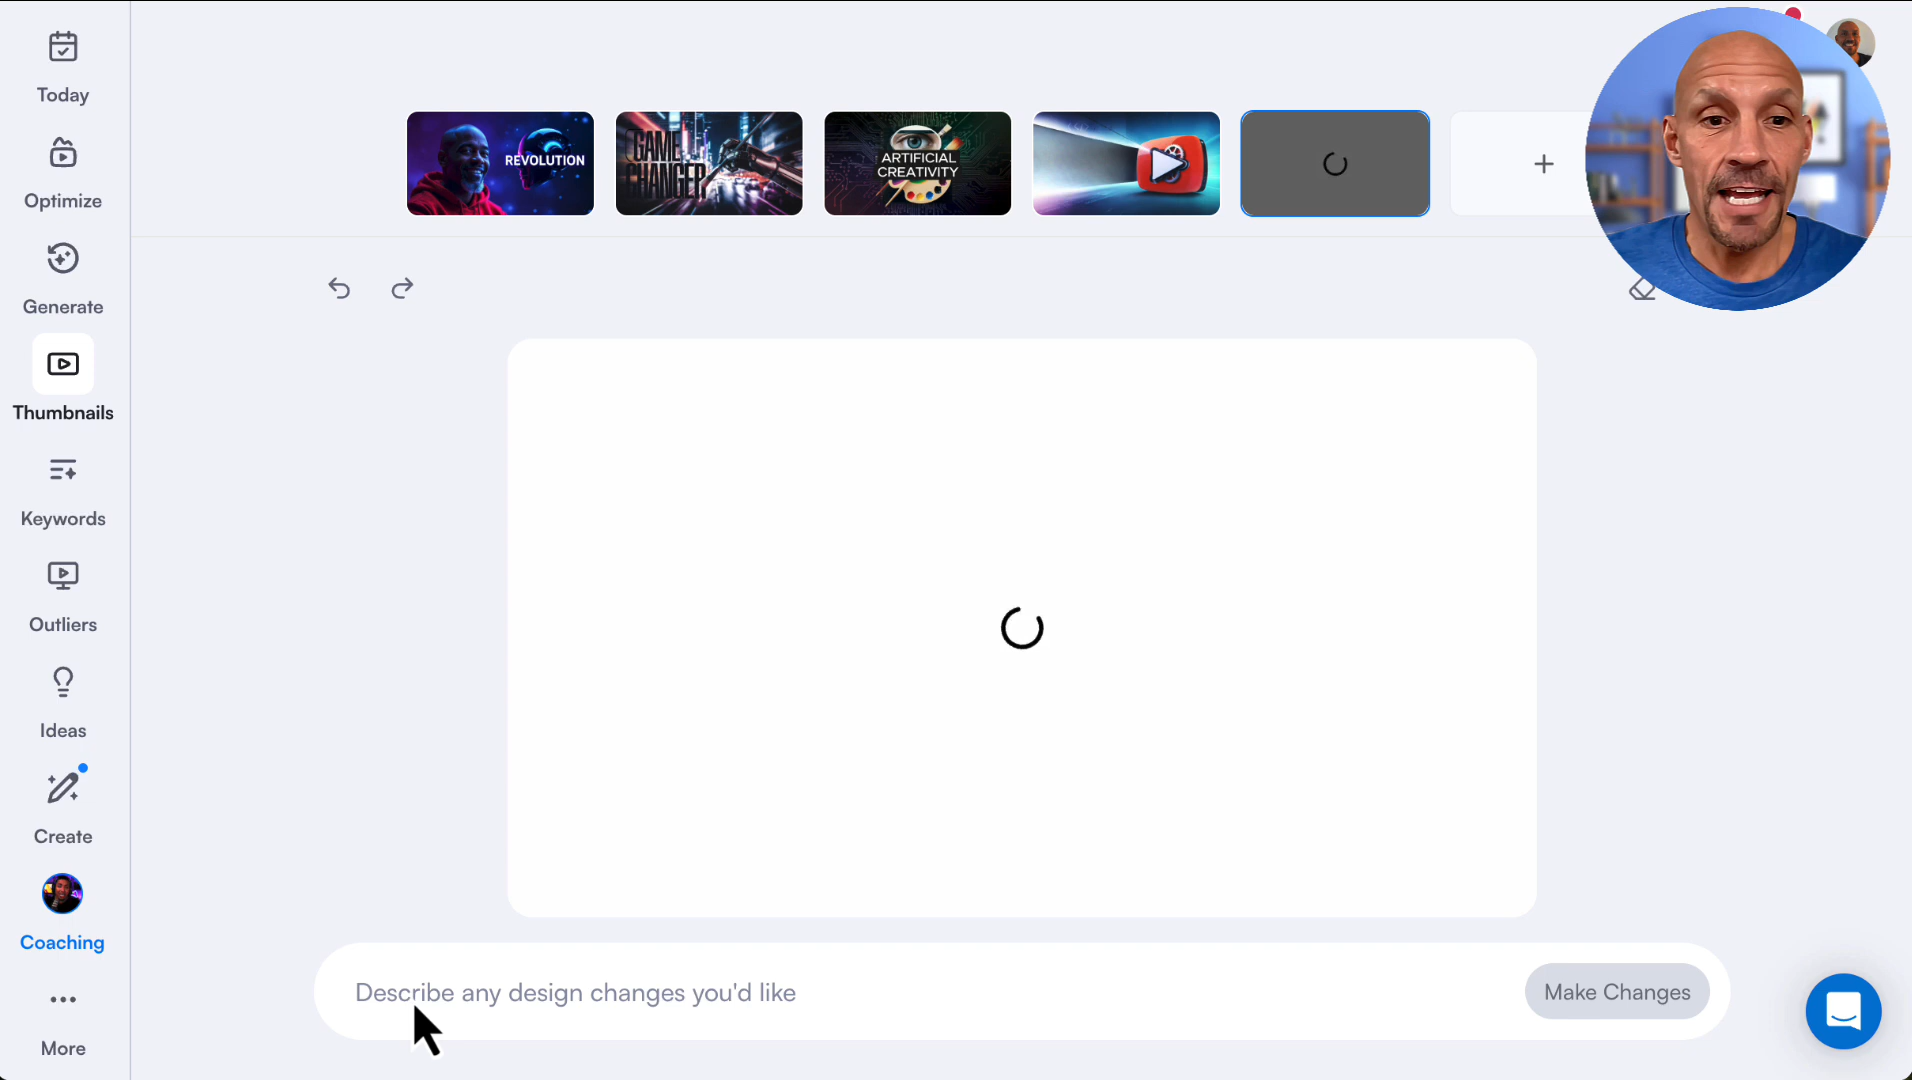 Today
Optimize
Generate
Thumbnails
Keywords
Outliers
Ideas
Create
Coaching
More
REVOLUTION
GAME
CHANGER
ARTIFICIAL
CREATIVITY
Describe any design changes you'd like
Make Changes